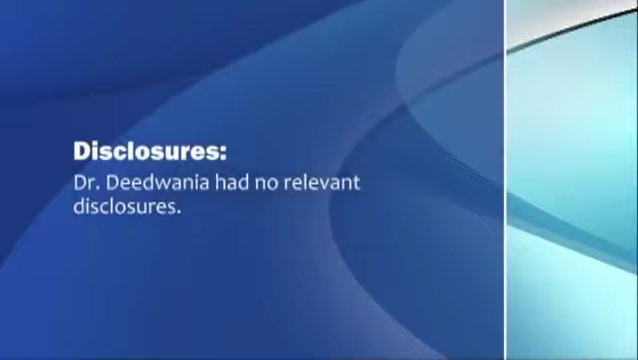 Disclosures:
Dr. Deedwania had no relevant
disclosures.